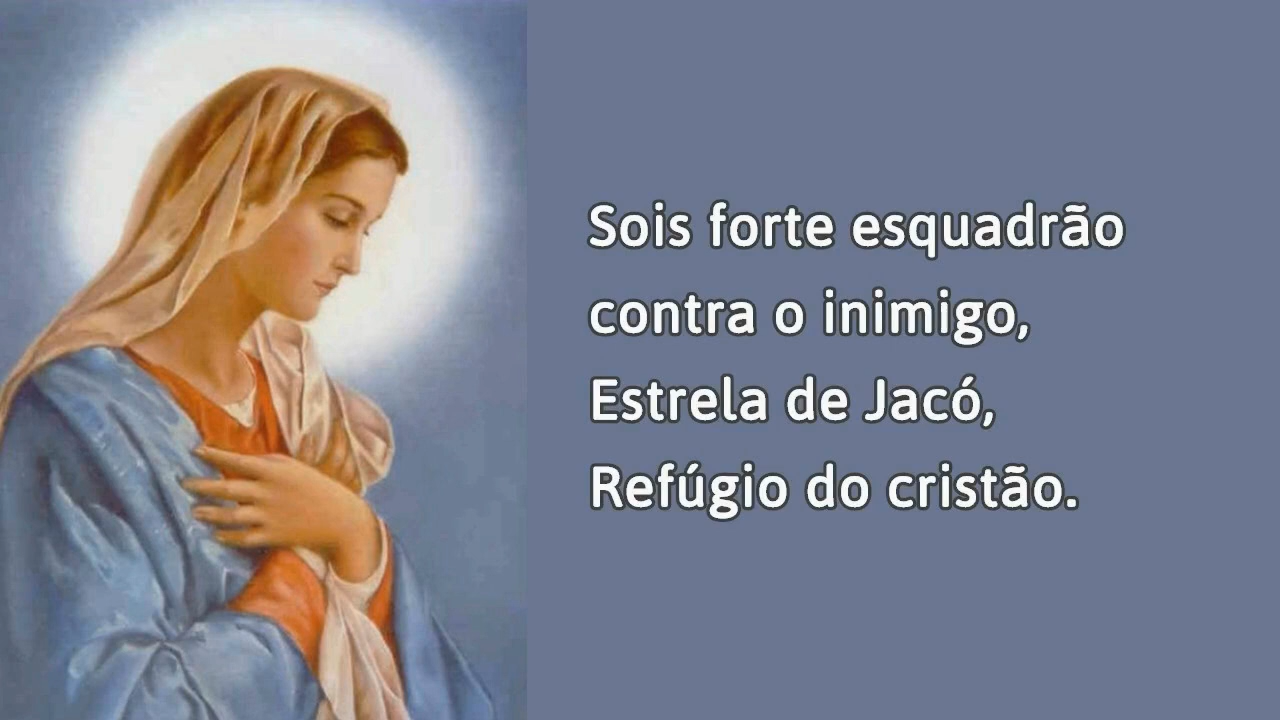 Sois forte esquadrão
contra o inimigo,
Estrela de Jacó,
Refúgio do cristão.